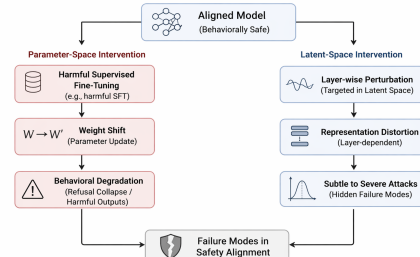 Aligned Model
(Behaviorally Safe)
Parameter-Space Intervention
Harmful Supervised
Fine-Tuning
(e.g., harmful SFT)
W → W′
Weight Shift
(Parameter Update)
Behavioral Degradation
(Refusal Collapse /
Harmful Outputs)
Latent-Space Intervention
Layer-wise Perturbation
(Targeted in Latent Space)
Representation Distortion
(Layer-dependent)
Subtle to Severe Attacks
(Hidden Failure Modes)
Failure Modes in
Safety Alignment